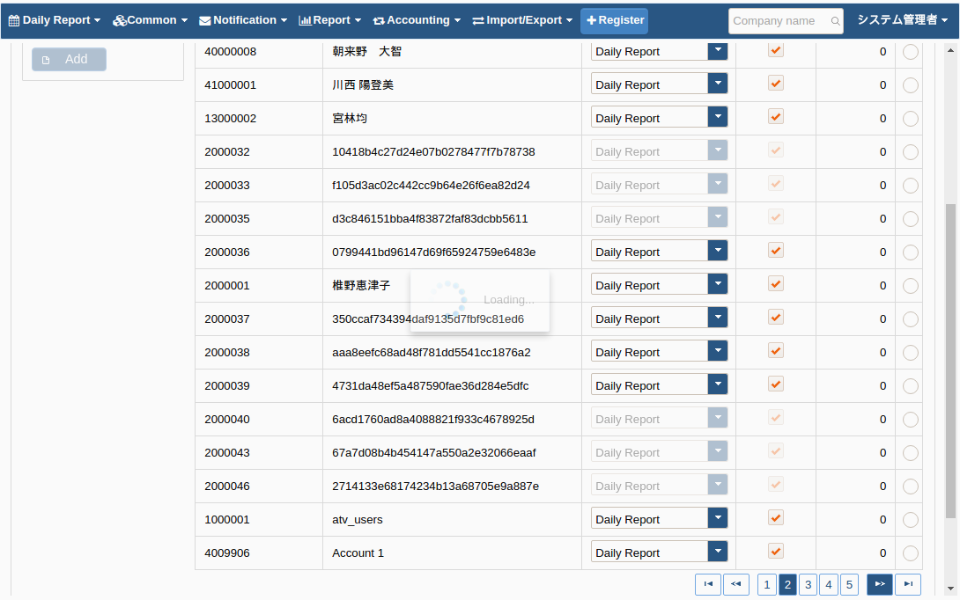 Daily Report Common Notification Report Accounting Import/Export Register Company name システム管理者
Add
40000008 朝来野　大智 Daily Report 0
41000001 川西 陽登美 Daily Report 0
13000002 宮林均 Daily Report 0
2000032 10418b4c27d24e07b0278477f7b78738 Daily Report 0
2000033 f105d3ac02c442cc9b64e26f6ea82d24 Daily Report 0
2000035 d3c846151bba4f83872faf83dcbb5611 Daily Report 0
2000036 0799441bd96147d69f65924759e6483e Daily Report 0
2000001 椎野恵津子 Daily Report 0
Loading...
2000037 350ccaf734394daf9135d7fbf9c81ed6 Daily Report 0
2000038 aaa8eefc68ad48f781dd5541cc1876a2 Daily Report 0
2000039 4731da48ef5a487590fae36d284e5dfc Daily Report 0
2000040 6acd1760ad8a4088821f933c4678925d Daily Report 0
2000043 67a7d08b4b454147a550a2e32066eaaf Daily Report 0
2000046 2714133e68174234b13a68705e9a887e Daily Report 0
1000001 atv_users Daily Report 0
4009906 Account 1 Daily Report 0
1 2 3 4 5